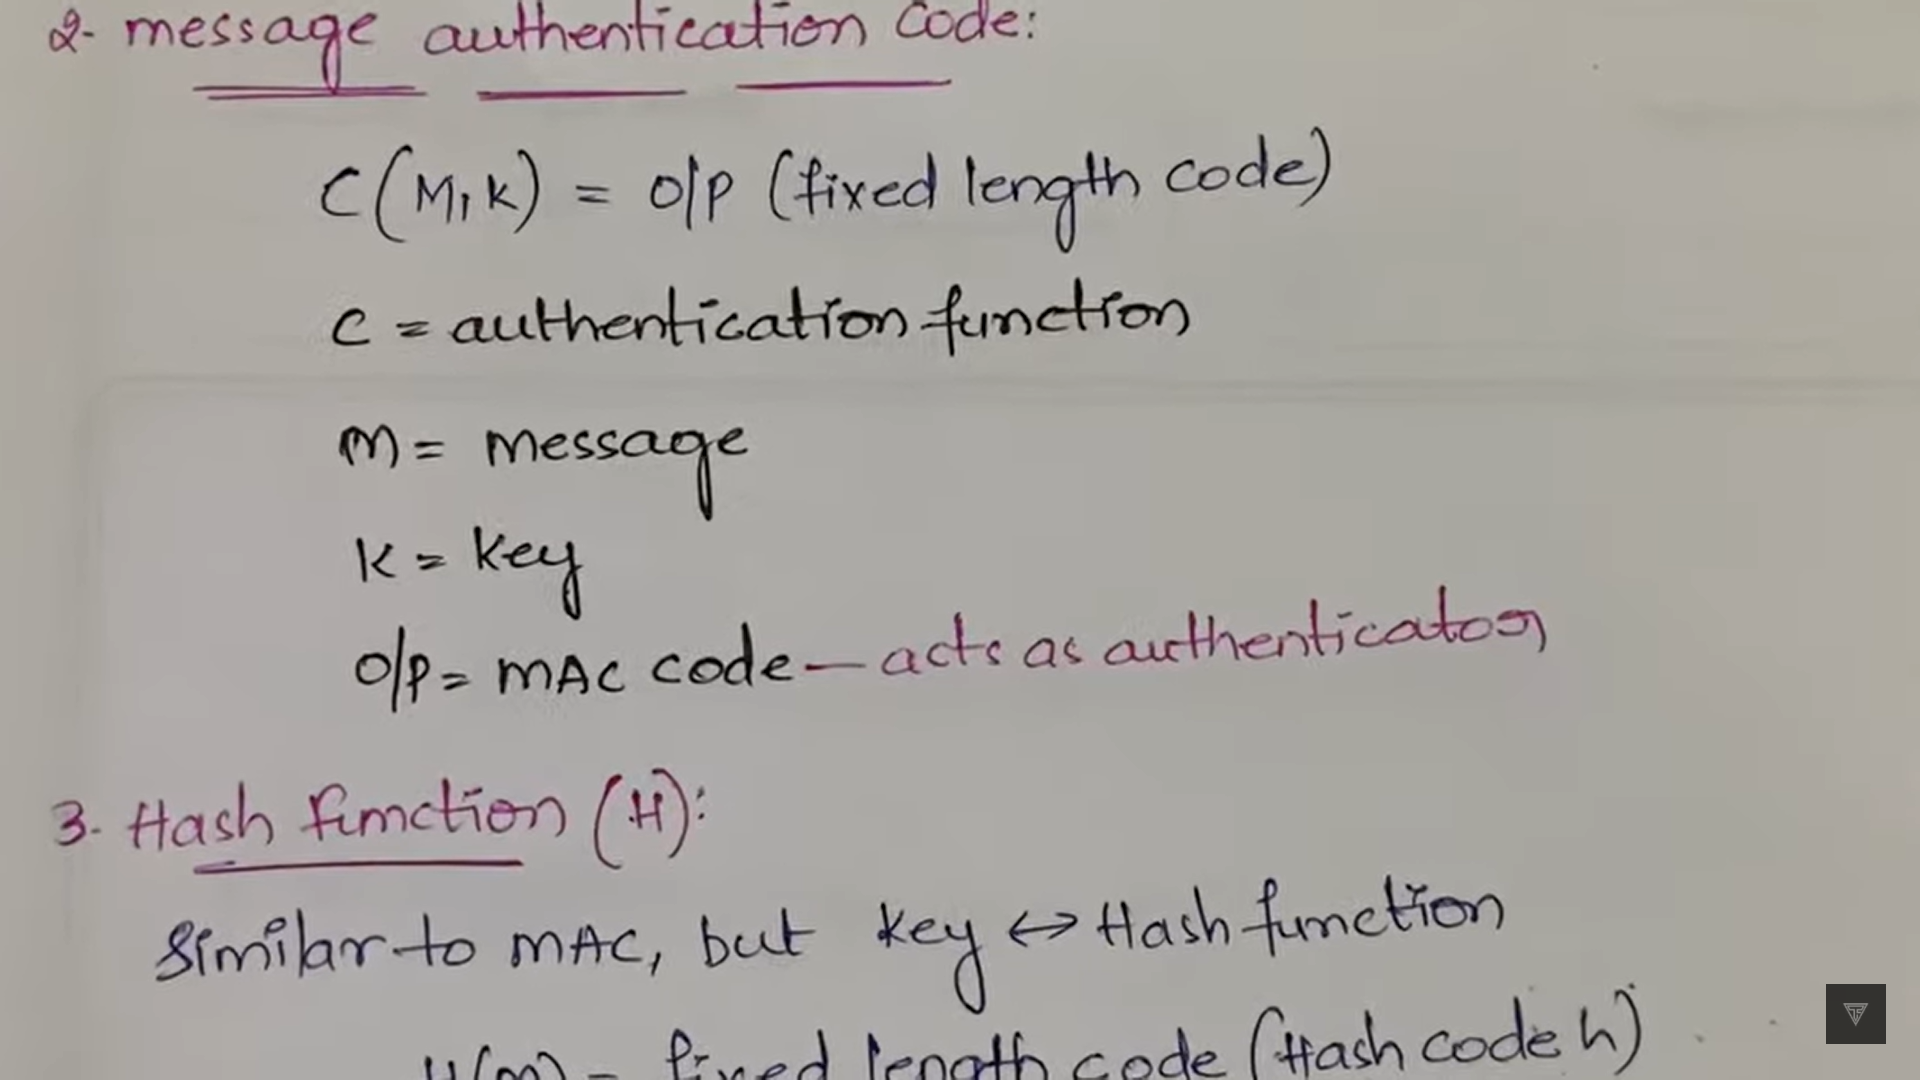 2- message authentication code:
C(M,K) = O/P (fixed length code)
C = authentication function
M = message
K = key
O/P = MAC code — acts as authenticator
3- Hash function (H):
Similar to MAC, but key ↔ Hash function
H(M) = fixed length code (Hash code h)